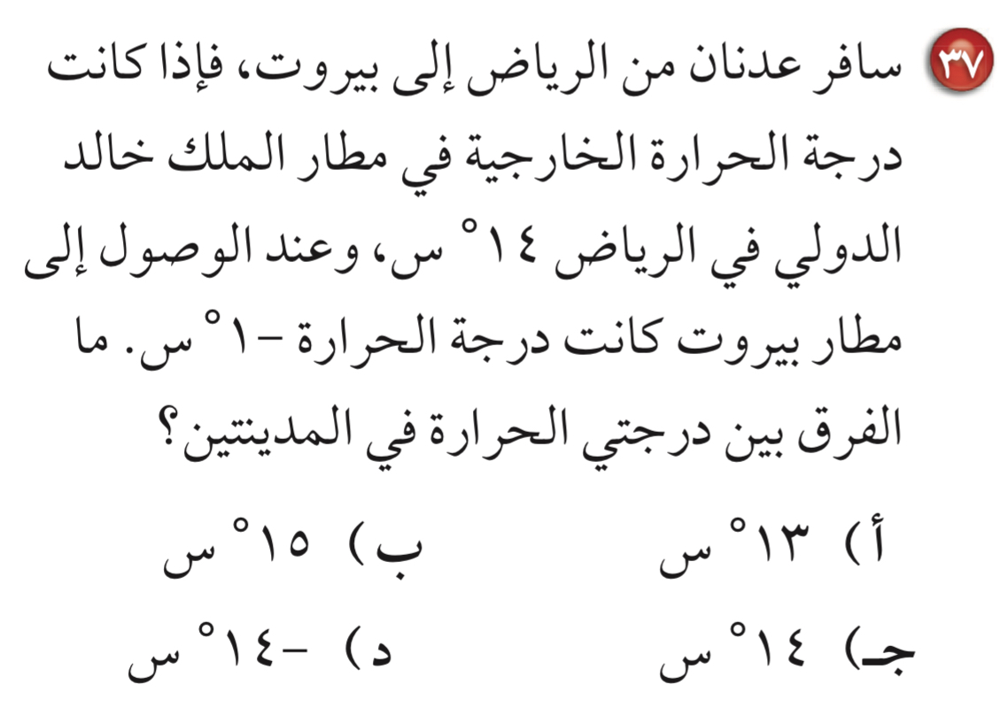 ٣٧ سافر عدنان من الرياض إلى بيروت، فإذا كانت
درجة الحرارة الخارجية في مطار الملك خالد
الدولي في الرياض ١٤° س، وعند الوصول إلى
مطار بيروت كانت درجة الحرارة –١° س. ما
الفرق بين درجتي الحرارة في المدينتين؟
أ) ١٣° س ب) ١٥° س
جـ) ١٤° س د) –١٤° س